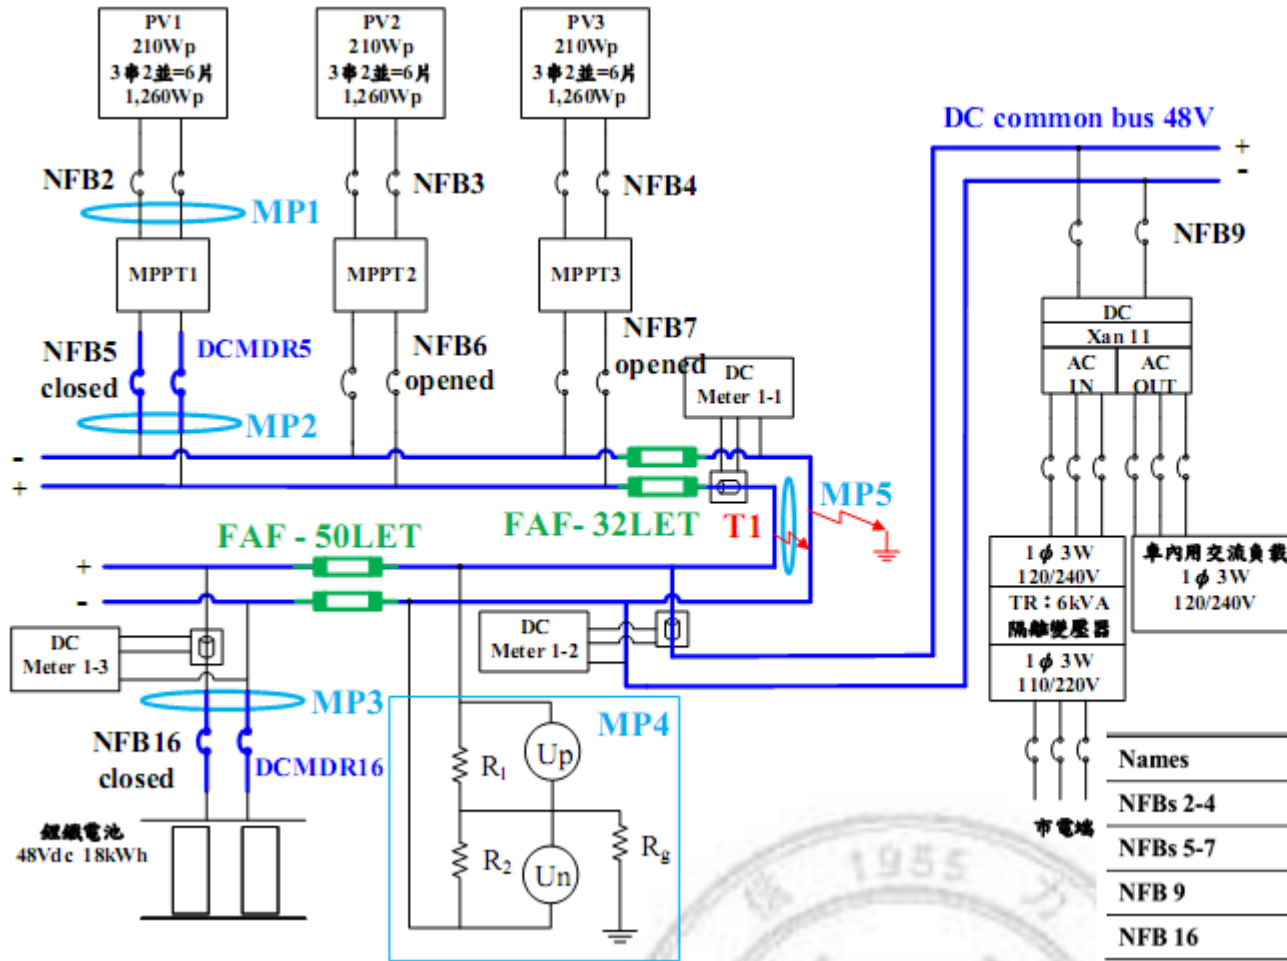 PV1
210Wp
3串2並=6片
1,260Wp
PV2
210Wp
3串2並=6片
1,260Wp
PV3
210Wp
3串2並=6片
1,260Wp
DC common bus 48V
+
-
NFB2
NFB3
NFB4
MP1
NFB9
MPPT1
MPPT2
MPPT3
NFB5
closed
DCMDR5
NFB6
opened
NFB7
opened
DC
Meter 1-1
DC
Xan 11
AC
IN
AC
OUT
MP2
-
+
MP5
FAF - 32LET
T1
FAF - 50LET
+
-
DC
Meter 1-3
DC
Meter 1-2
1ϕ 3W
120/240V
TR：6kVA
隔離變壓器
1ϕ 3W
110/220V
車內用交流負載
1ϕ 3W
120/240V
MP3
MP4
NFB16
closed
DCMDR16
R1
Up
R2
Un
Rg
鋰鐵電池
48Vdc 18kWh
市電端
Names
NFBs 2-4
NFBs 5-7
NFB 9
NFB 16
1955